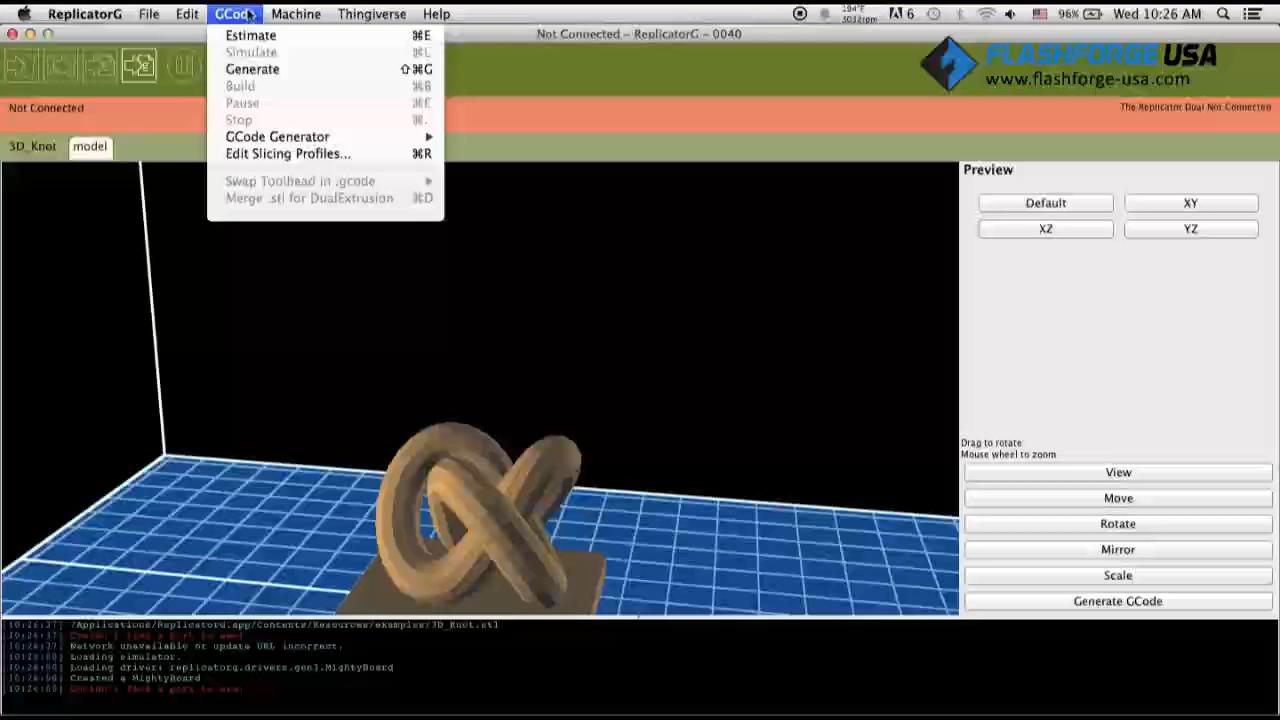 ReplicatorG File Edit GCode Machine Thingiverse Help 194°F 3032rpm 6 96% Wed 10:26 AM
Not Connected – ReplicatorG – 0040
FLASHFORGE USA
www.flashforge-usa.com
Not Connected
The Replicator Dual Not Connected
3D_Knot model
Estimate ⌘E
Simulate ⌘L
Generate ⇧⌘G
Build ⌘B
Pause ⌘E
Stop ⌘.
GCode Generator
Edit Slicing Profiles... ⌘R
Swap Toolhead in .gcode
Merge .stl for DualExtrusion ⌘D
Preview
Default XY
XZ YZ
Drag to rotate
Mouse wheel to zoom
View
Move
Rotate
Mirror
Scale
Generate GCode
/Applications/ReplicatorG.app/Contents/Resources/examples/3D_Knot.stl
Network unavailable or update URL incorrect.
Loading simulator.
Loading driver: replicatorg.drivers.gen3.MightyBoard
Created a MightyBoard